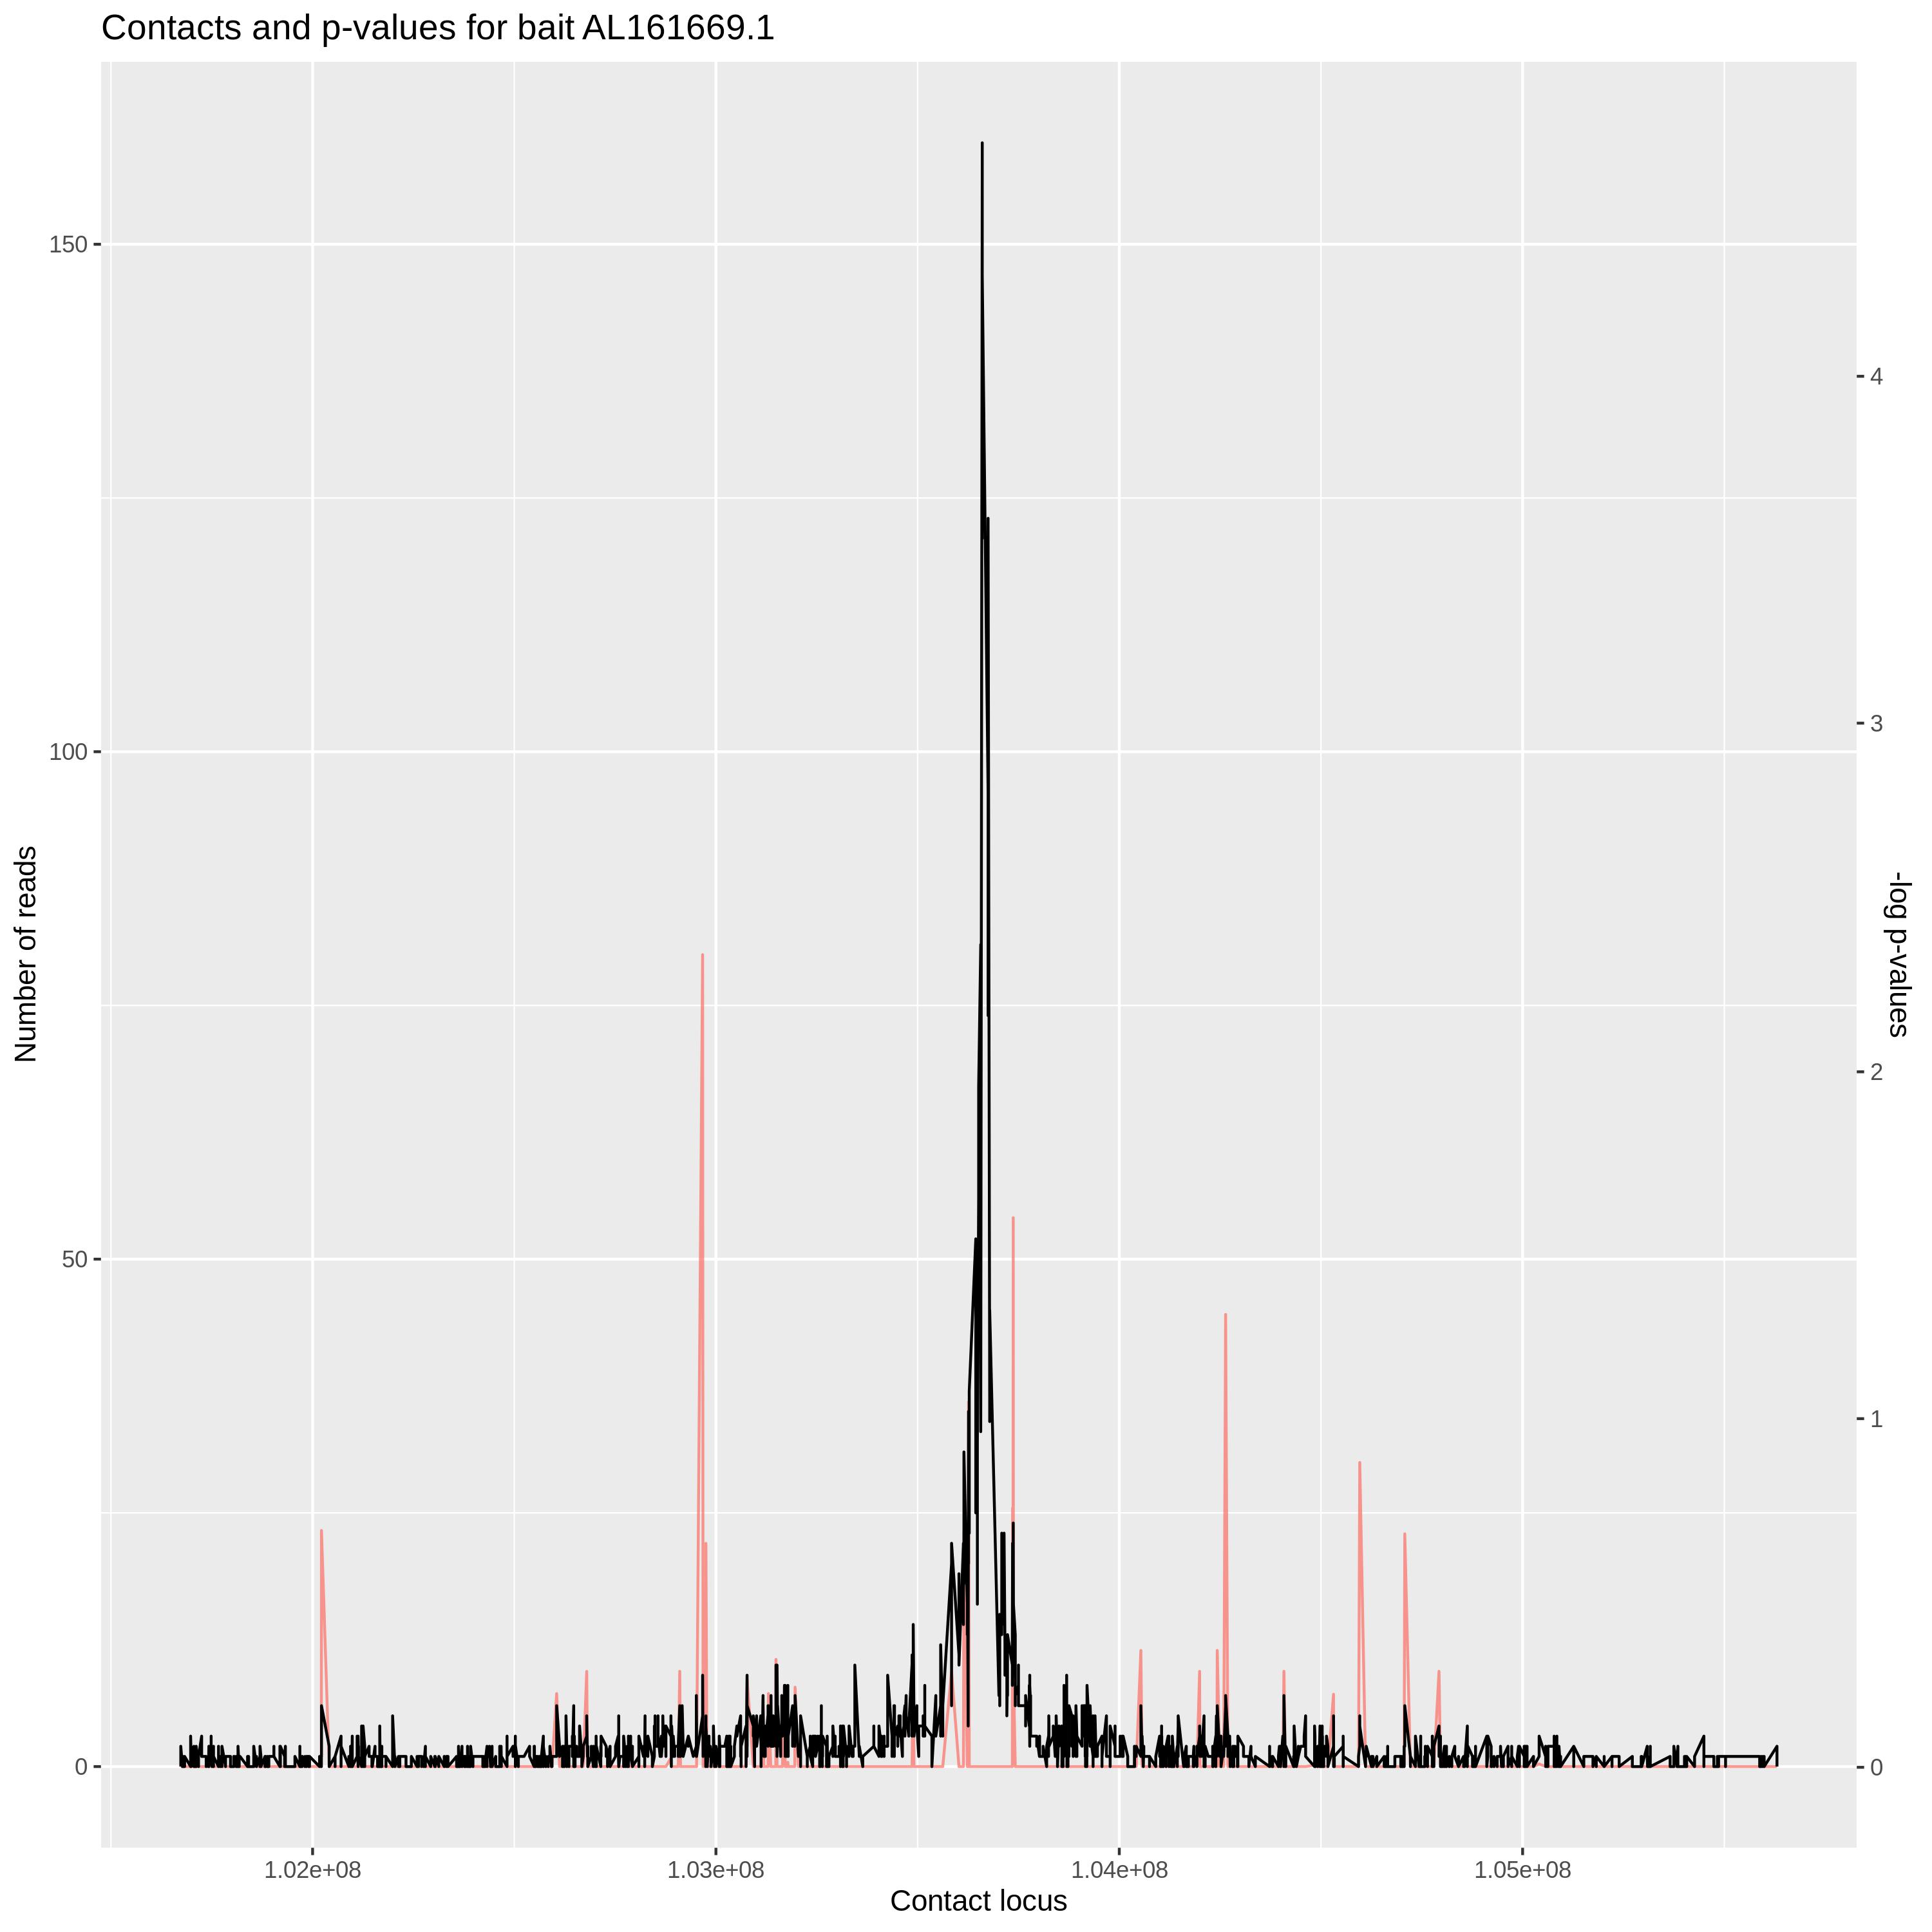 Contacts and p-values for bait AL161669.1
150
100
50
0
4
3
2
1
0
Number of reads
-log p-values
1.02e+08
1.03e+08
1.04e+08
1.05e+08
Contact locus